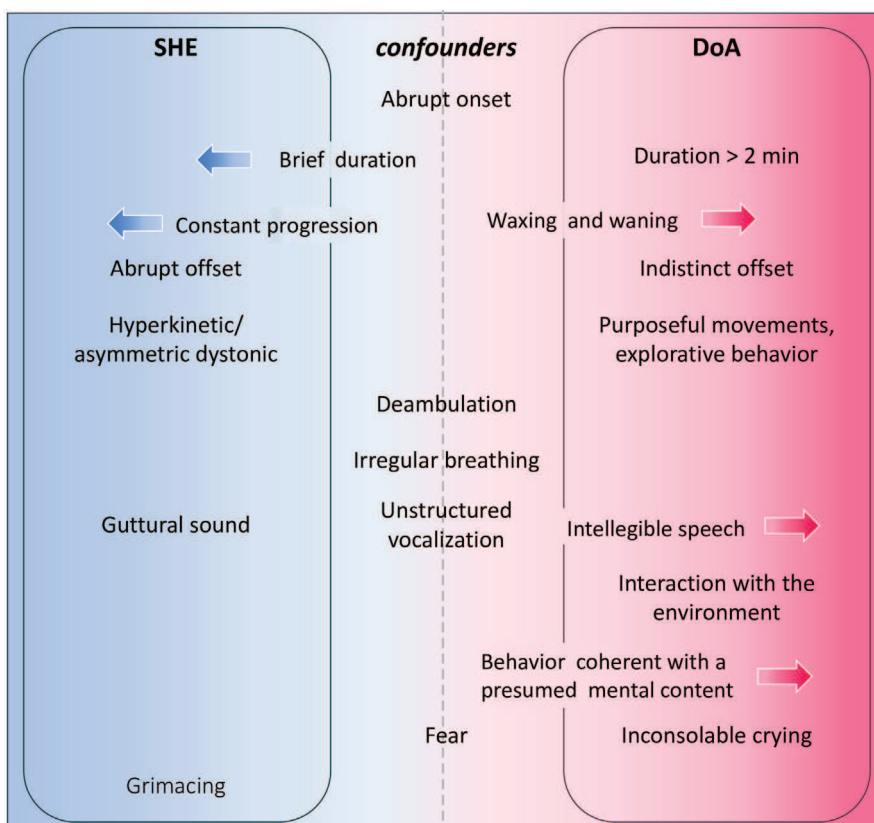 SHE
confounders
DoA
Abrupt onset
Brief duration
Duration > 2 min
Constant progression
Waxing and waning
Abrupt offset
Indistinct offset
Hyperkinetic/
asymmetric dystonic
Purposeful movements,
explorative behavior
Deambulation
Irregular breathing
Guttural sound
Unstructured
vocalization
Intellegible speech
Interaction with the
environment
Behavior coherent with a
presumed mental content
Fear
Inconsolable crying
Grimacing